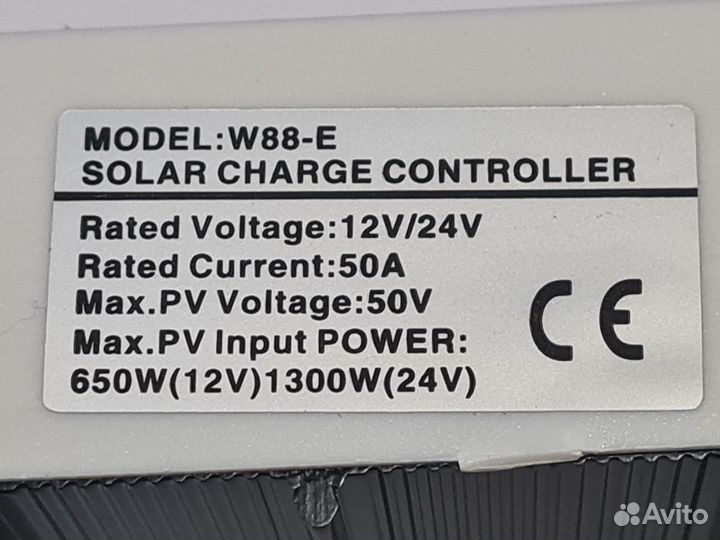 MODEL:W88-E
SOLAR CHARGE CONTROLLER
Rated Voltage:12V/24V
Rated Current:50A
Max.PV Voltage:50V
Max.PV Input POWER:
650W(12V)1300W(24V)
CE
Avito